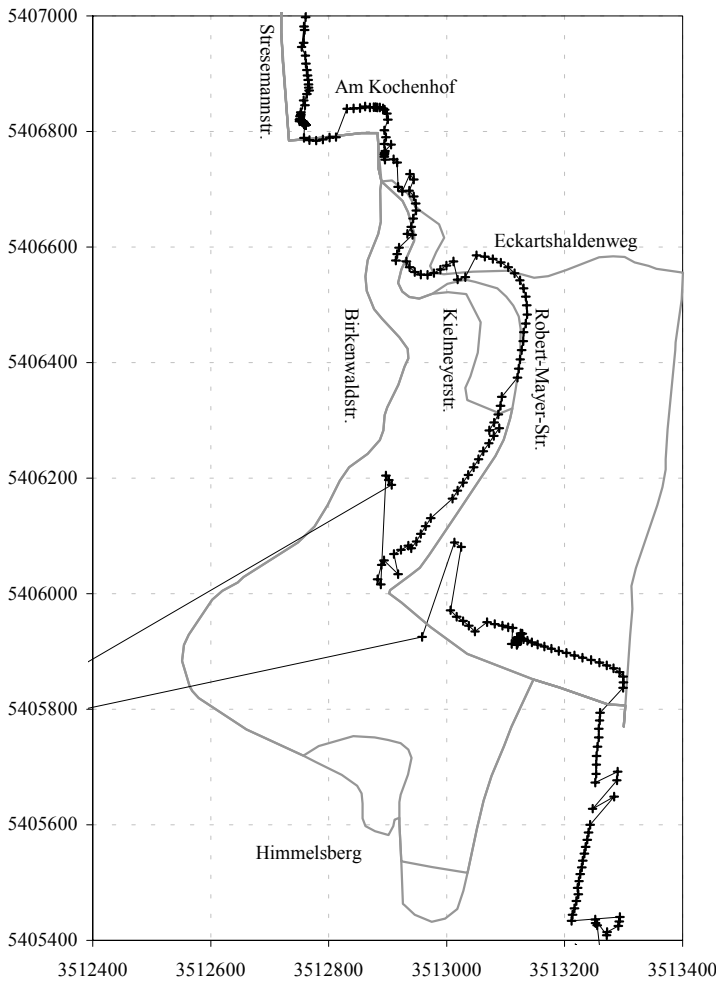 5407000
Stresemannstr.
Am Kochenhof
5406800
5406600
Eckartshaldenweg
Birkenwaldstr.
Kielmeyerstr.
Robert-Mayer-Str.
5406400
5406200
5406000
5405800
5405600
Himmelsberg
5405400
3512400 3512600 3512800 3513000 3513200 3513400